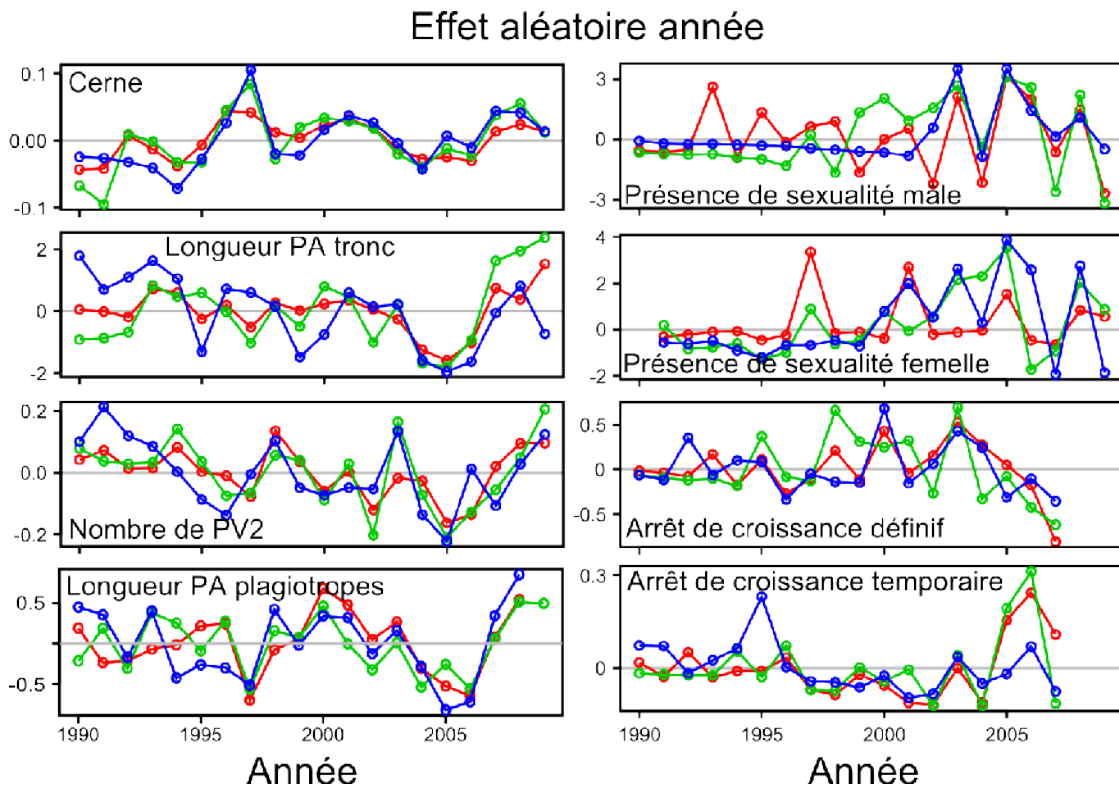 Effet aléatoire année
Cerne
0.1
0.00
-0.1
Longueur PA tronc
2
0
-2
Nombre de PV2
0.2
0.0
-0.2
Longueur PA plagiotropes
0.5
-0.5
1990 1995 2000 2005
Année
Présence de sexualité male
3
0
-3
Présence de sexualité femelle
4
2
0
-2
Arrêt de croissance définif
0.5
0
-0.5
Arrêt de croissance temporaire
0.3
0
1990 1995 2000 2005
Année